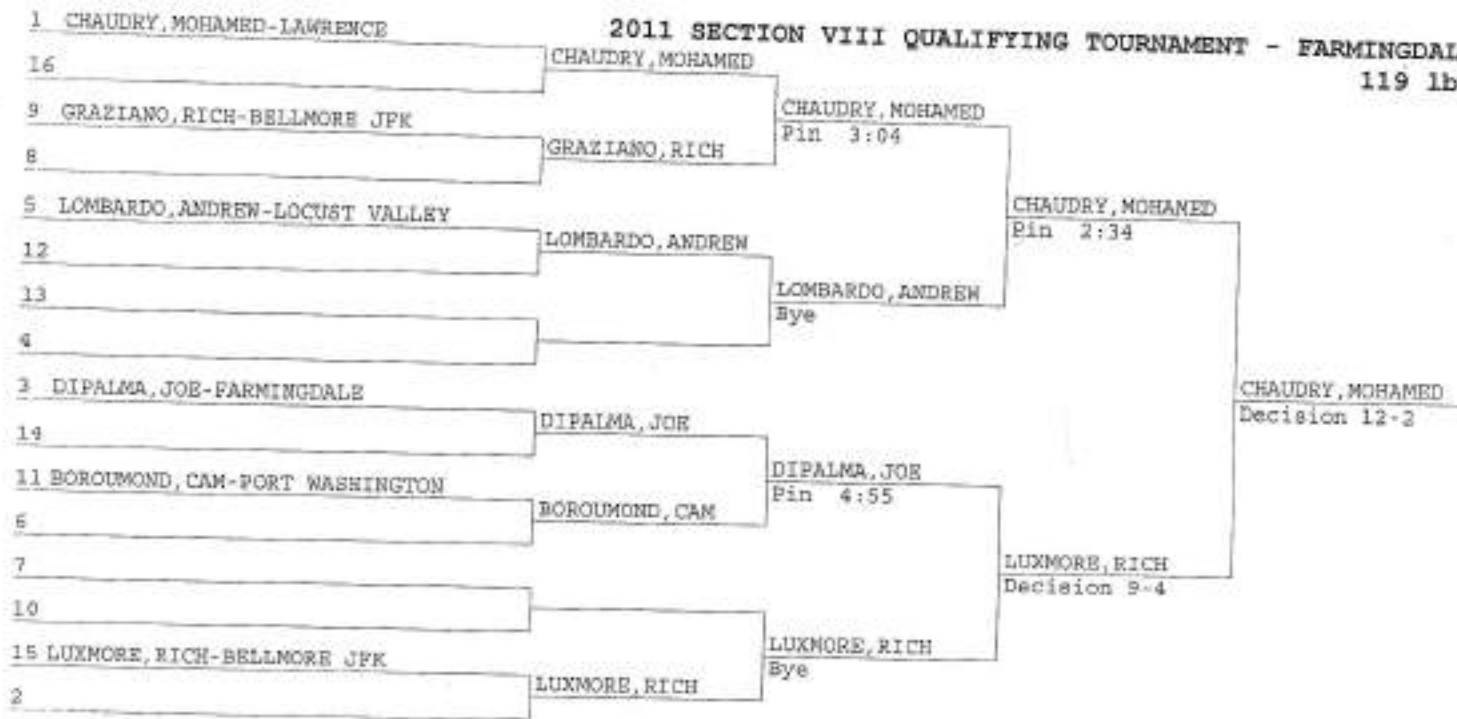 2011 SECTION VIII QUALIFYING TOURNAMENT - FARMINGDAL
119 lb
1 CHAUDRY,MOHAMED-LAWRENCE
CHAUDRY,MOHAMED
16
CHAUDRY,MOHAMED
Pin 3:04
9 GRAZIANO,RICH-BELLMORE JFK
GRAZIANO,RICH
8
CHAUDRY,MOHAMED
Pin 2:34
5 LOMBARDO,ANDREW-LOCUST VALLEY
LOMBARDO,ANDREW
12
LOMBARDO,ANDREW
Bye
13
4
CHAUDRY,MOHAMED
Decision 12-2
3 DIPALMA,JOE-FARMINGDALE
DIPALMA,JOE
14
DIPALMA,JOE
Pin 4:55
11 BOROUMOND,CAM-PORT WASHINGTON
BOROUMOND,CAM
6
LUXMORE,RICH
Decision 9-4
7
10
LUXMORE,RICH
Bye
15 LUXMORE,RICH-BELLMORE JFK
LUXMORE,RICH
2